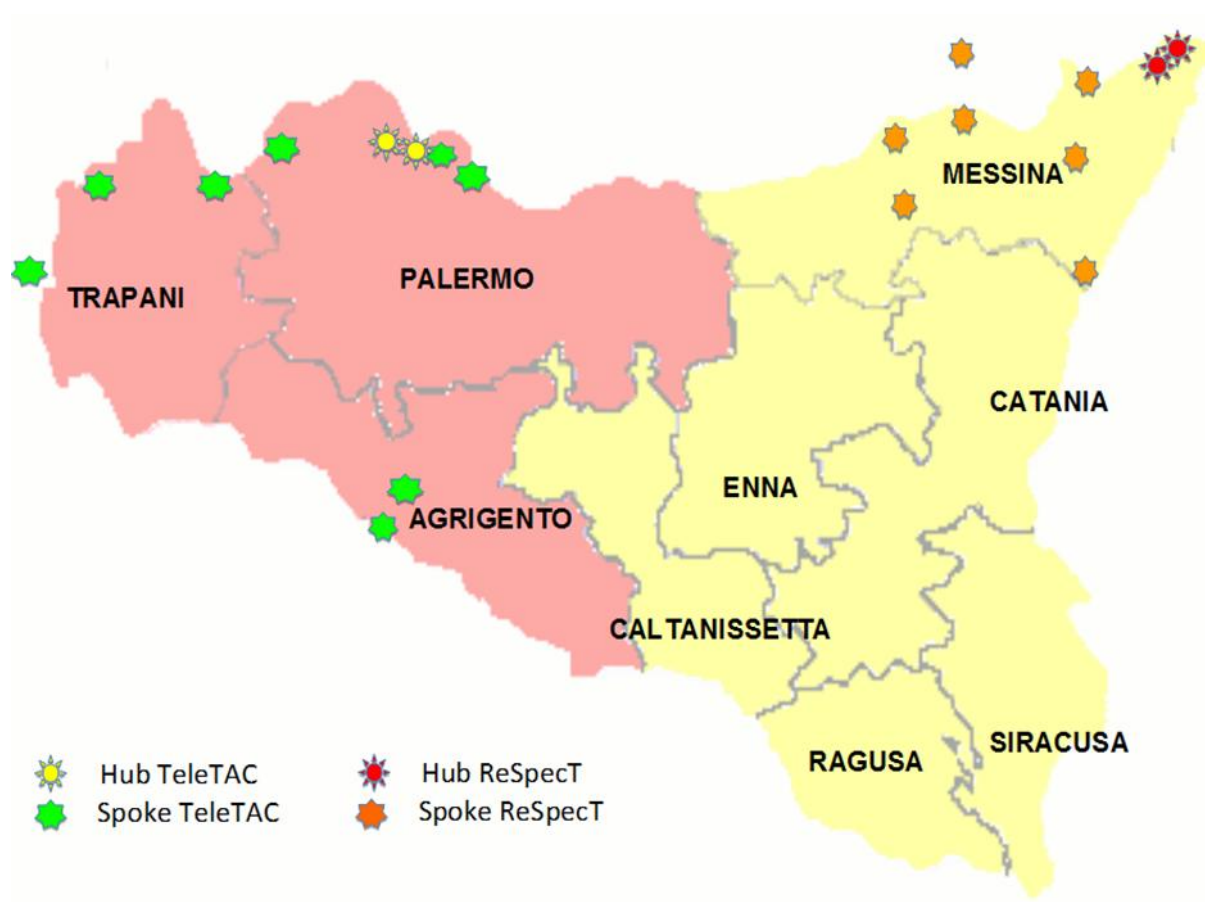 MESSINA
PALERMO
TRAPANI
CATANIA
ENNA
AGRIGENTO
CALTANISSETTA
SIRACUSA
RAGUSA
Hub TeleTAC
Hub ReSpecT
Spoke TeleTAC
Spoke ReSpecT